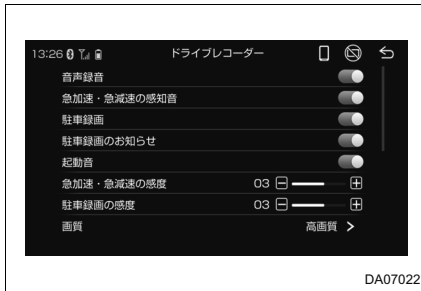 13:26 ドライブレコーダー
音声録音
急加速・急減速の感知音
駐車録画
駐車録画のお知らせ
起動音
急加速・急減速の感度 03
駐車録画の感度 03
画質 高画質
DA07022